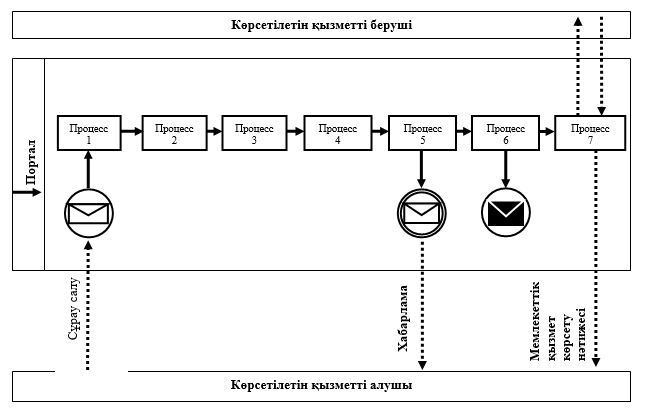 Көрсетілетін қызметті беруші
Портал
Процесс
1
Процесс
2
Процесс
3
Процесс
4
Процесс
5
Процесс
6
Процесс
7
Сұрау салу
Хабарлама
Мемлекеттік
қызмет
көрсету
нәтижесі
Көрсетілетін қызметті алушы